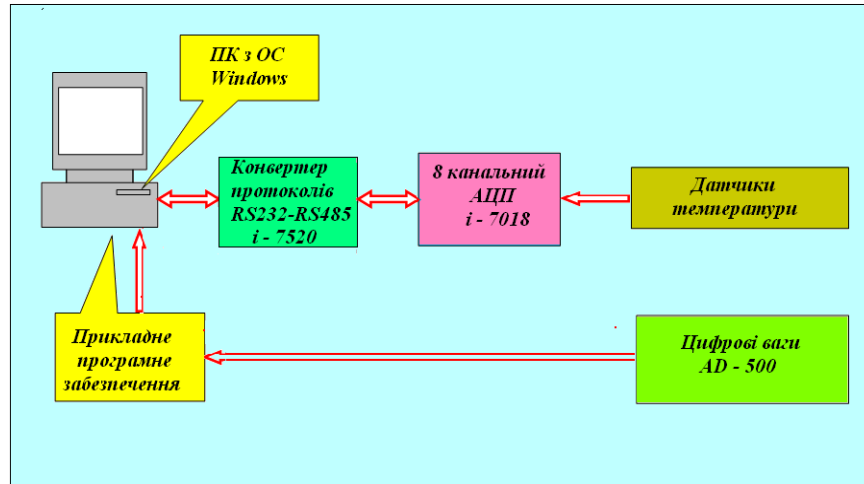 ПК з ОС
Windows
Конвертер
протоколів
RS232-RS485
і - 7520
8 канальний
АЦП
і - 7018
Датчики
температури
Прикладне
програмне
забезпечення
Цифрові ваги
AD - 500